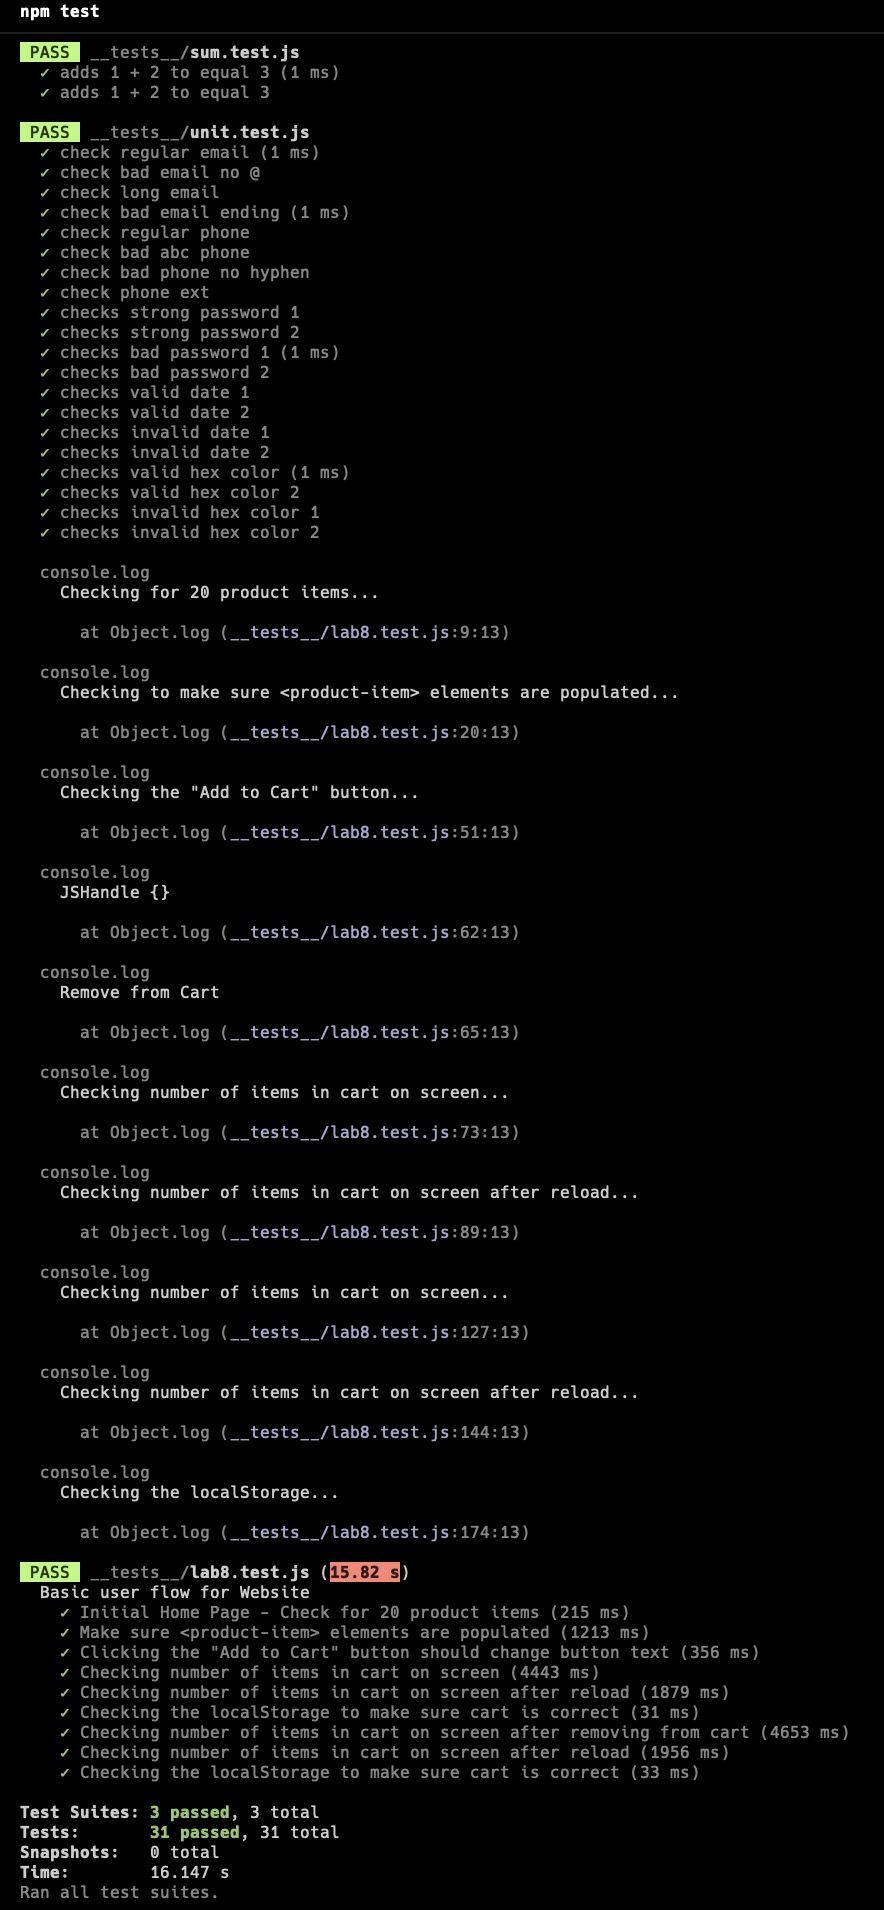 npm test
PASS __tests__/sum.test.js
✓ adds 1 + 2 to equal 3 (1 ms)
✓ adds 1 + 2 to equal 3
PASS __tests__/unit.test.js
✓ check regular email (1 ms)
✓ check bad email no @
✓ check long email
✓ check bad email ending (1 ms)
✓ check regular phone
✓ check bad abc phone
✓ check bad phone no hyphen
✓ check phone ext
✓ checks strong password 1
✓ checks strong password 2
✓ checks bad password 1 (1 ms)
✓ checks bad password 2
✓ checks valid date 1
✓ checks valid date 2
✓ checks invalid date 1
✓ checks invalid date 2
✓ checks valid hex color (1 ms)
✓ checks valid hex color 2
✓ checks invalid hex color 1
✓ checks invalid hex color 2
console.log
Checking for 20 product items...
at Object.log (__tests__/lab8.test.js:9:13)
console.log
Checking to make sure <product-item> elements are populated...
at Object.log (__tests__/lab8.test.js:20:13)
console.log
Checking the "Add to Cart" button...
at Object.log (__tests__/lab8.test.js:51:13)
console.log
JSHandle {}
at Object.log (__tests__/lab8.test.js:62:13)
console.log
Remove from Cart
at Object.log (__tests__/lab8.test.js:65:13)
console.log
Checking number of items in cart on screen...
at Object.log (__tests__/lab8.test.js:73:13)
console.log
Checking number of items in cart on screen after reload...
at Object.log (__tests__/lab8.test.js:89:13)
console.log
Checking number of items in cart on screen...
at Object.log (__tests__/lab8.test.js:127:13)
console.log
Checking number of items in cart on screen after reload...
at Object.log (__tests__/lab8.test.js:144:13)
console.log
Checking the localStorage...
at Object.log (__tests__/lab8.test.js:174:13)
PASS __tests__/lab8.test.js (15.82 s)
Basic user flow for Website
✓ Initial Home Page - Check for 20 product items (215 ms)
✓ Make sure <product-item> elements are populated (1213 ms)
✓ Clicking the "Add to Cart" button should change button text (356 ms)
✓ Checking number of items in cart on screen (4443 ms)
✓ Checking number of items in cart on screen after reload (1879 ms)
✓ Checking the localStorage to make sure cart is correct (31 ms)
✓ Checking number of items in cart on screen after removing from cart (4653 ms)
✓ Checking number of items in cart on screen after reload (1956 ms)
✓ Checking the localStorage to make sure cart is correct (33 ms)
Test Suites: 3 passed, 3 total
Tests: 31 passed, 31 total
Snapshots: 0 total
Time: 16.147 s
Ran all test suites.